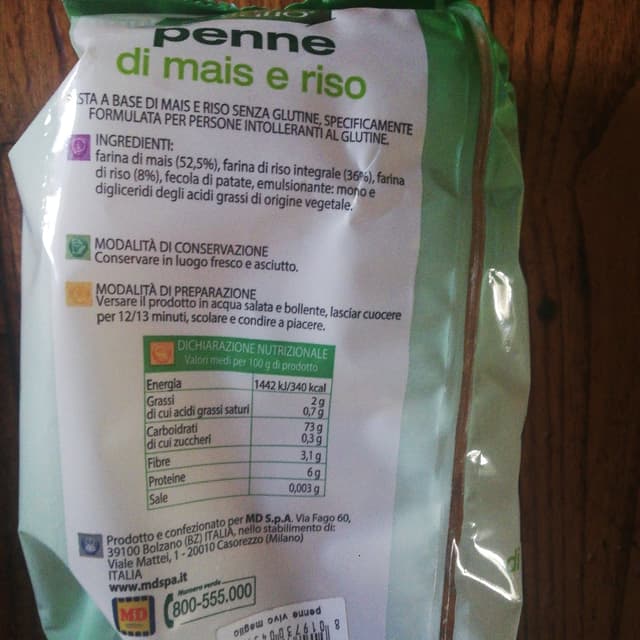 penne
di mais e riso
PASTA A BASE DI MAIS E RISO SENZA GLUTINE, SPECIFICAMENTE
FORMULATA PER PERSONE INTOLLERANTI AL GLUTINE.
INGREDIENTI:
farina di mais (52,5%), farina di riso integrale (36%), farina
di riso (8%), fecola di patate, emulsionante: mono e
digliceridi degli acidi grassi di origine vegetale.
MODALITÀ DI CONSERVAZIONE
Conservare in luogo fresco e asciutto.
MODALITÀ DI PREPARAZIONE
Versare il prodotto in acqua salata e bollente, lasciar cuocere
per 12/13 minuti, scolare e condire a piacere.
DICHIARAZIONE NUTRIZIONALE
Valori medi per 100 g di prodotto
Energia 1442 kJ/340 kcal
Grassi 2 g
di cui acidi grassi saturi 0,7 g
Carboidrati 73 g
di cui zuccheri 0,3 g
Fibre 3,1 g
Proteine 6 g
Sale 0,003 g
Prodotto e confezionato per MD S.p.A. Via Fago 60,
39100 Bolzano (BZ) ITALIA, nello stabilimento di:
Viale Mattei, 1 - 20010 Casorezzo (Milano)
ITALIA
www.mdspa.it
MD
Numero verde
800-555.000
penne vivo meglio
di